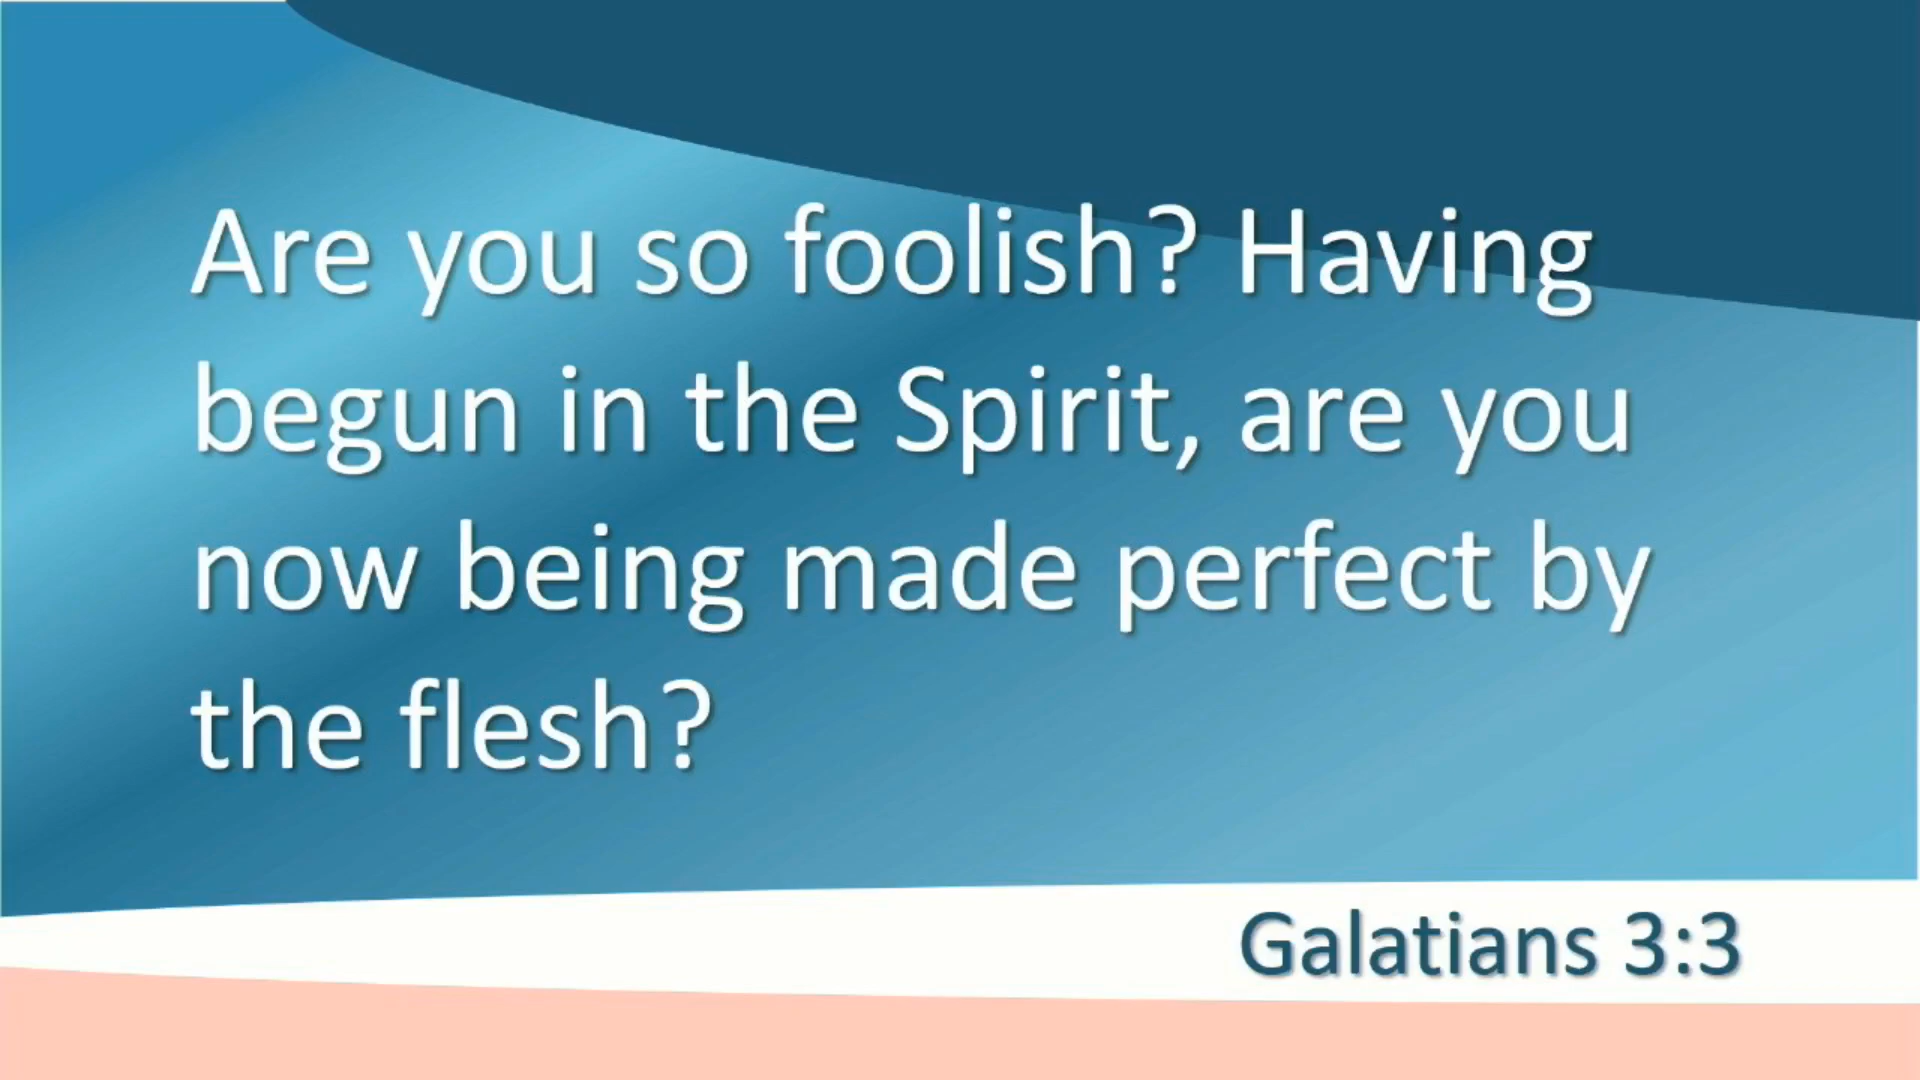 Are you so foolish? Having
begun in the Spirit, are you
now being made perfect by
the flesh?
Galatians 3:3